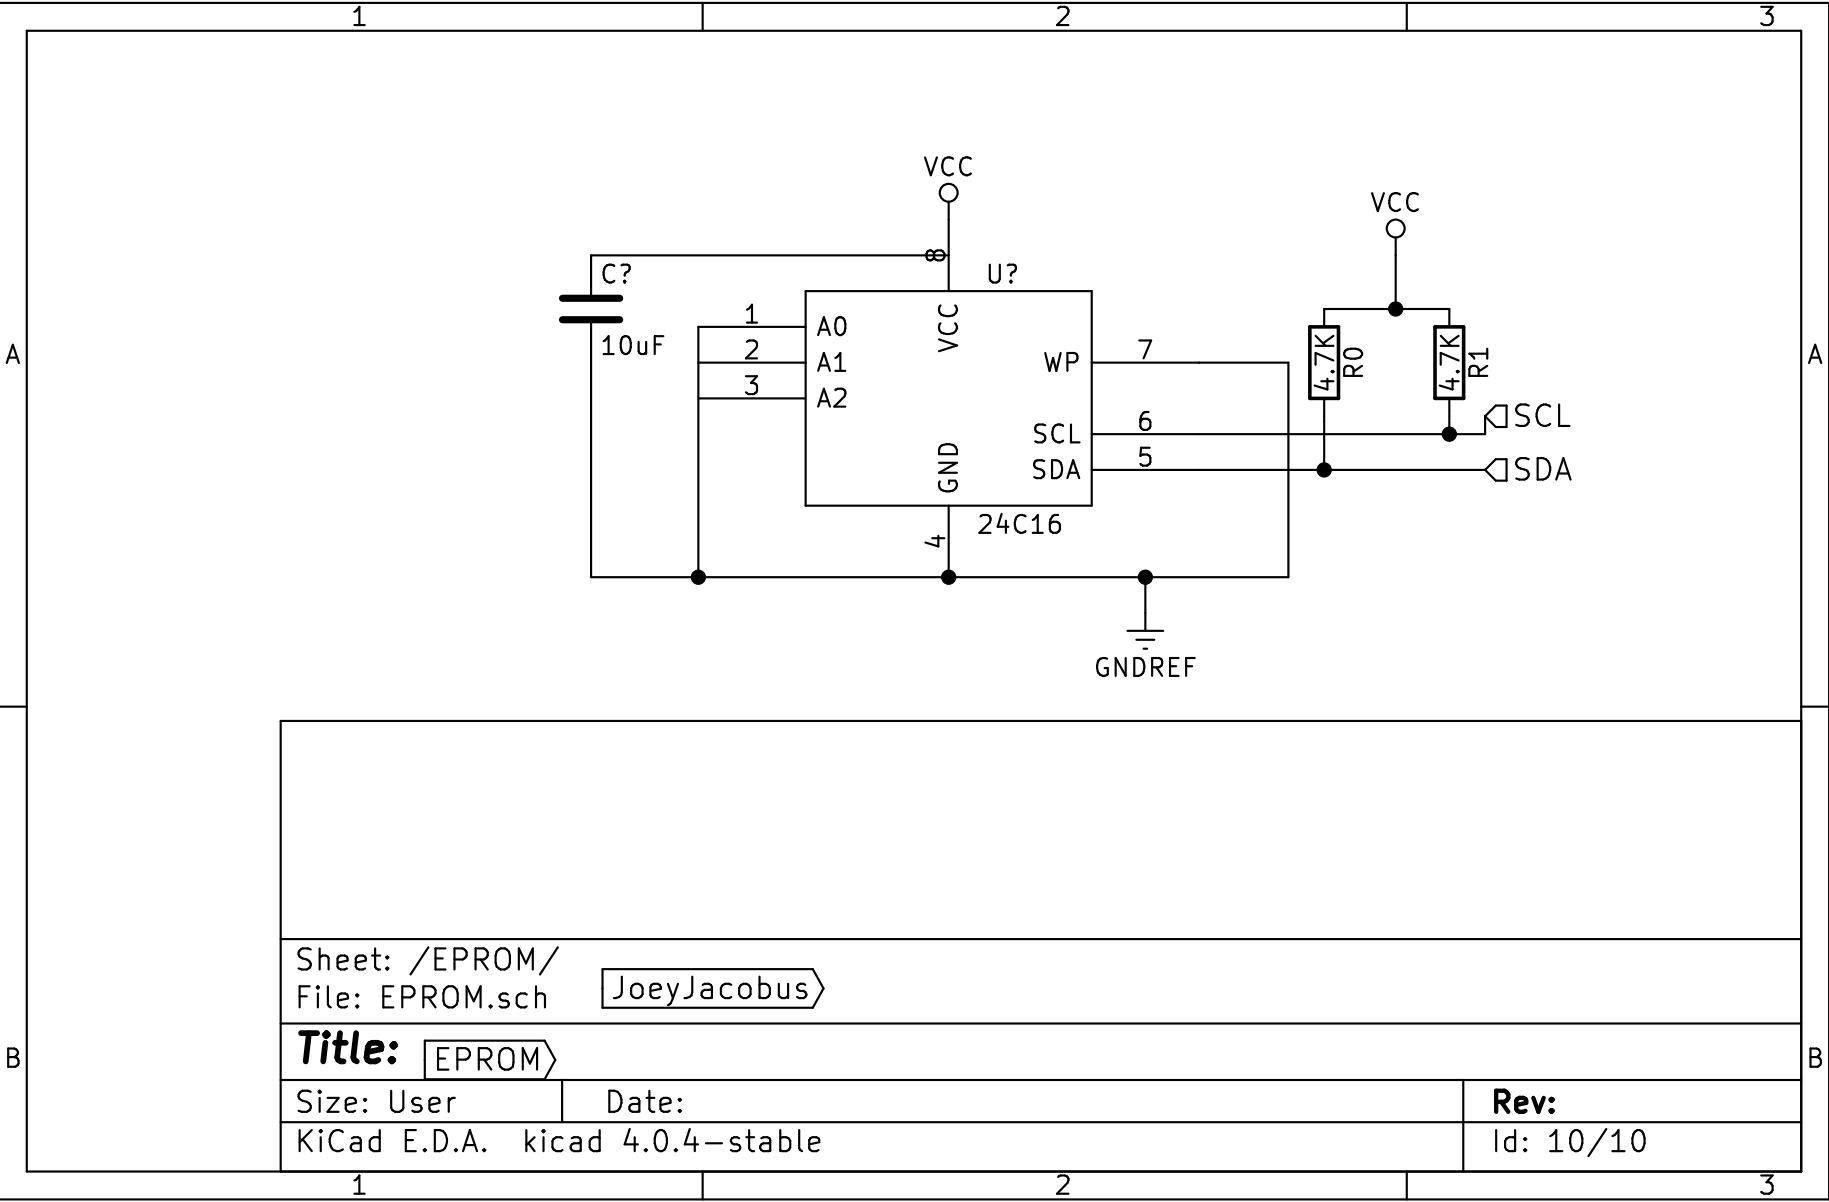 1 2 3
VCC
VCC
8
C? U?
10uF
1 A0 VCC
2 A1 WP 7
3 A2
4.7K R0 4.7K R1
A A
SCL 6 SCL
GND SDA 5 SDA
4 24C16
GNDREF
Sheet: /EPROM/
File: EPROM.sch JoeyJacobus
Title: EPROM
B B
Size: User Date: Rev:
KiCad E.D.A. kicad 4.0.4-stable Id: 10/10
1 2 3